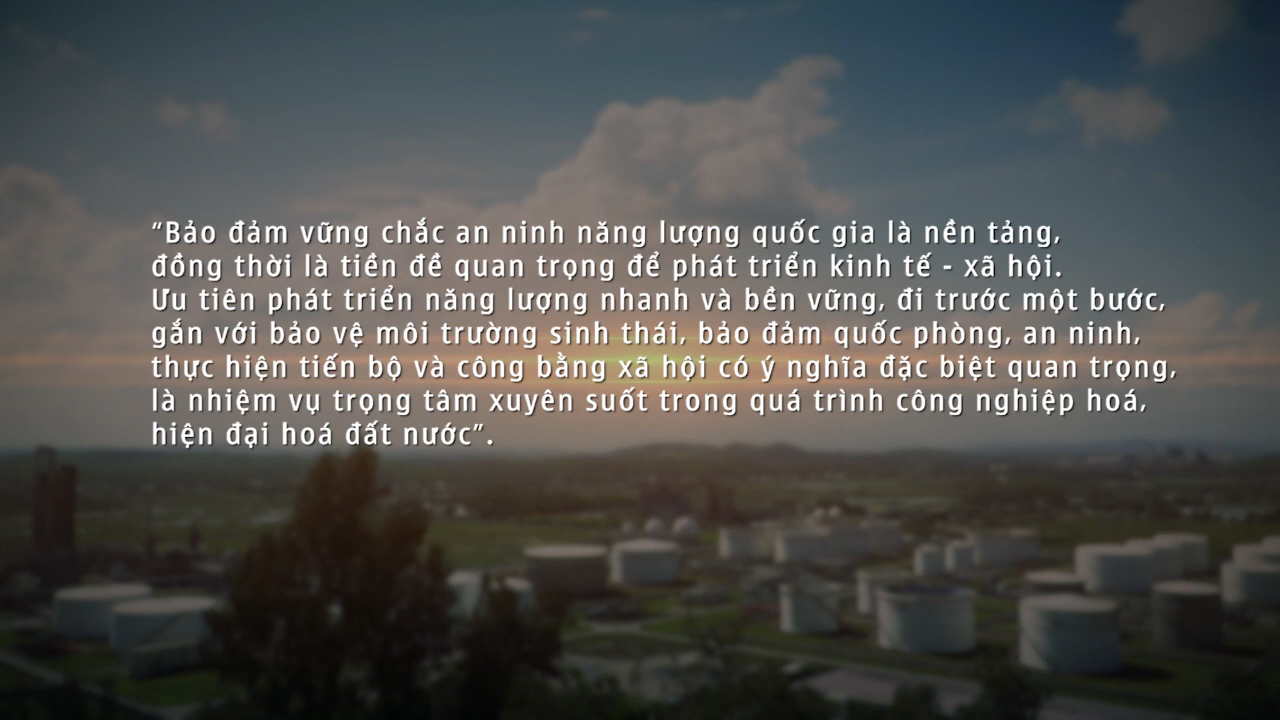 “Bảo đảm vững chắc an ninh năng lượng quốc gia là nền tảng,
đồng thời là tiền đề quan trọng để phát triển kinh tế - xã hội.
Ưu tiên phát triển năng lượng nhanh và bền vững, đi trước một bước,
gắn với bảo vệ môi trường sinh thái, bảo đảm quốc phòng, an ninh,
thực hiện tiến bộ và công bằng xã hội có ý nghĩa đặc biệt quan trọng,
là nhiệm vụ trọng tâm xuyên suốt trong quá trình công nghiệp hoá,
hiện đại hoá đất nước”.